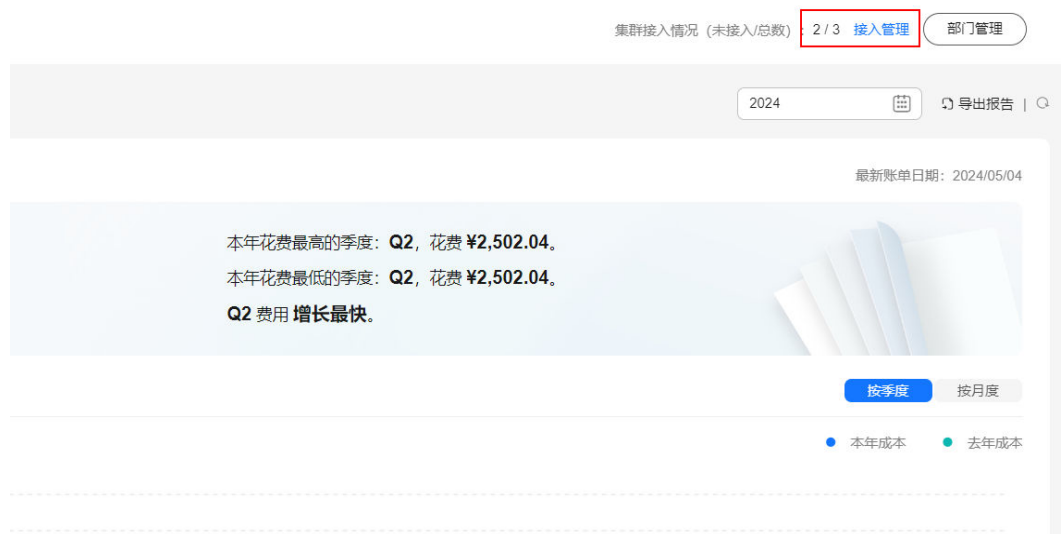 集群接入情况（未接入/总数）: 2 / 3 接入管理 部门管理
2024 导出报告 |
最新账单日期：2024/05/04
本年花费最高的季度：Q2，花费 ¥2,502.04。
本年花费最低的季度：Q2，花费 ¥2,502.04。
Q2 费用 增长最快。
按季度 按月度
本年成本 去年成本